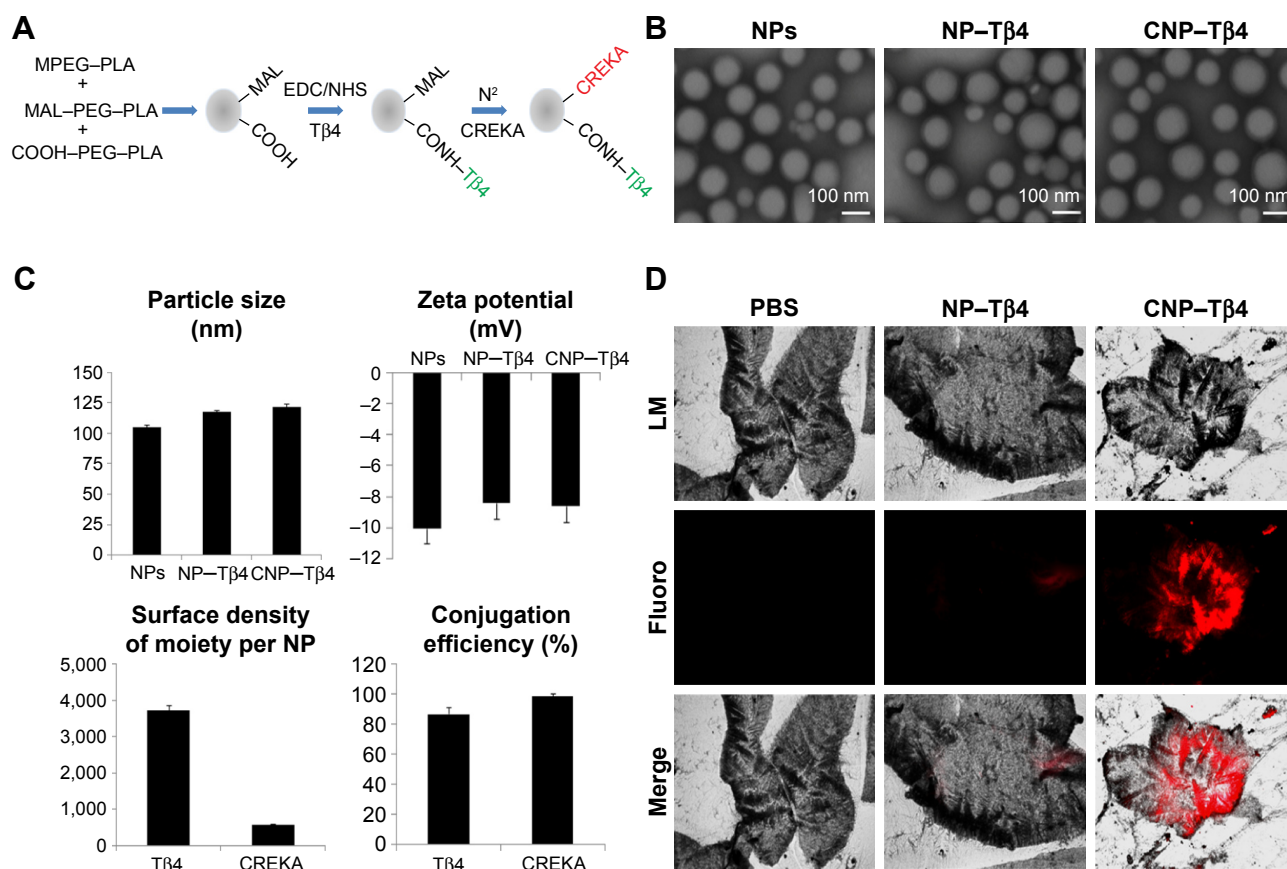 A
MPEG–PLA
+
MAL–PEG–PLA
+
COOH–PEG–PLA
MAL
COOH
EDC/NHS
Tβ4
MAL
CONH–Tβ4
N²
CREKA
CREKA
CONH–Tβ4
B
NPs
NP–Tβ4
CNP–Tβ4
100 nm
100 nm
100 nm
C
Particle size
(nm)
150
125
100
75
50
25
0
NPs
NP–Tβ4
CNP–Tβ4
Zeta potential
(mV)
NPs
NP–Tβ4
CNP–Tβ4
0
–2
–4
–6
–8
–10
–12
Surface density
of moiety per NP
5,000
4,000
3,000
2,000
1,000
0
Tβ4
CREKA
Conjugation
efficiency (%)
120
100
80
60
40
20
0
Tβ4
CREKA
D
PBS
NP–Tβ4
CNP–Tβ4
LM
Fluoro
Merge